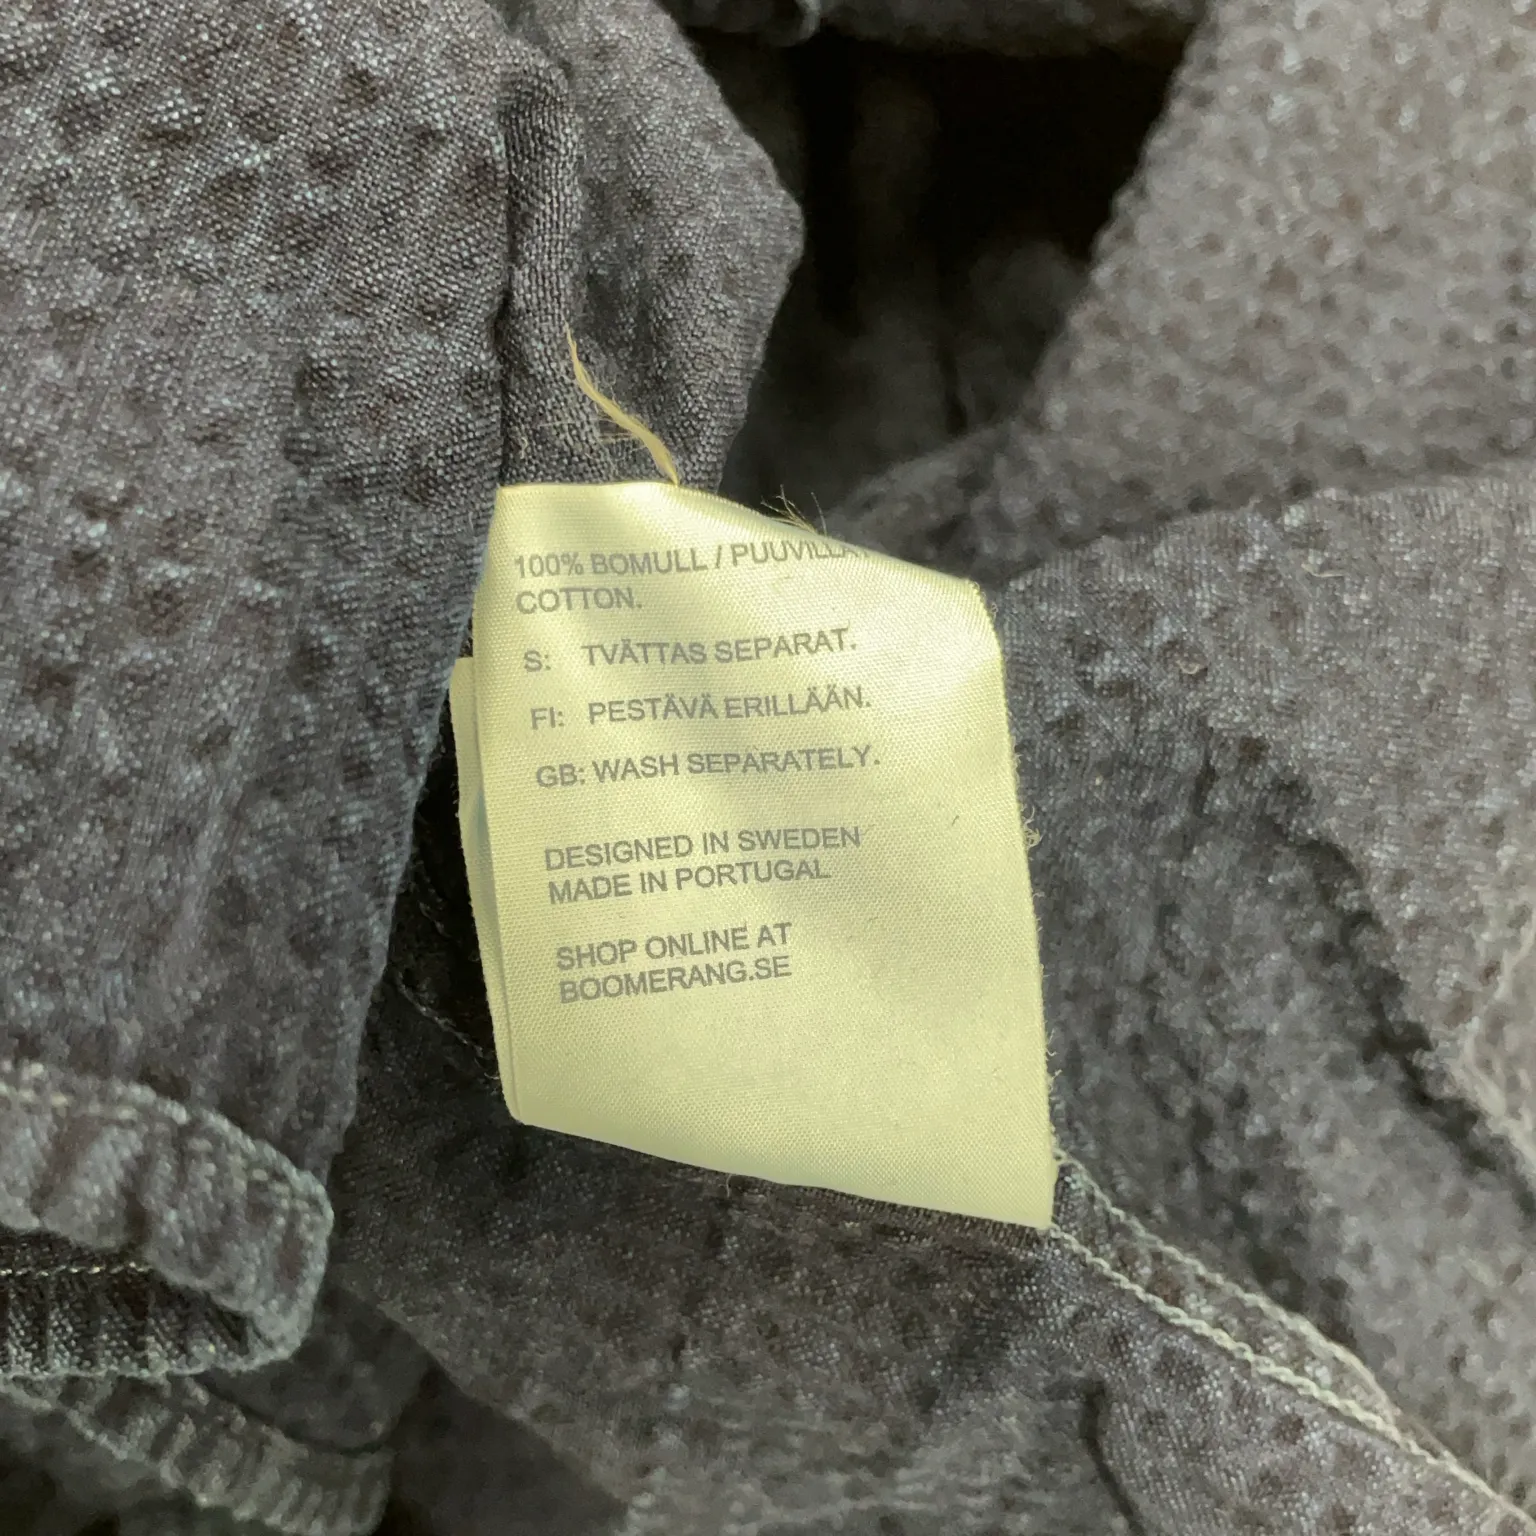 100% BOMULL / PUUVILLA
COTTON.
S: TVÄTTAS SEPARAT.
FI: PESTÄVÄ ERILLÄÄN.
GB: WASH SEPARATELY.
DESIGNED IN SWEDEN
MADE IN PORTUGAL
SHOP ONLINE AT
BOOMERANG.SE